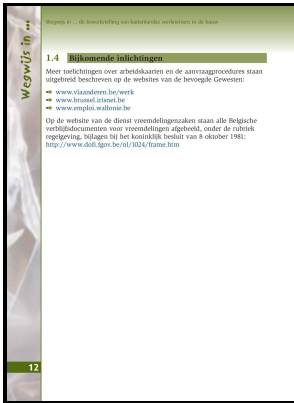 Wegwijs in ...
Wegwijs in ... de tewerkstelling van buitenlandse werknemers in de bouw
1.4 Bijkomende inlichtingen
Meer toelichtingen over arbeidskaarten en de aanvraagprocedures staan
uitgebreid beschreven op de websites van de bevoegde Gewesten:
➡ www.vlaanderen.be/werk
➡ www.brussel.irisnet.be
➡ www.emploi.wallonie.be
Op de website van de dienst vreemdelingenzaken staan alle Belgische
verblijfsdocumenten voor vreemdelingen afgebeeld, onder de rubriek
regelgeving, bijlagen bij het koninklijk besluit van 8 oktober 1981:
http://www.dofi.fgov.be/nl/1024/frame.htm
12